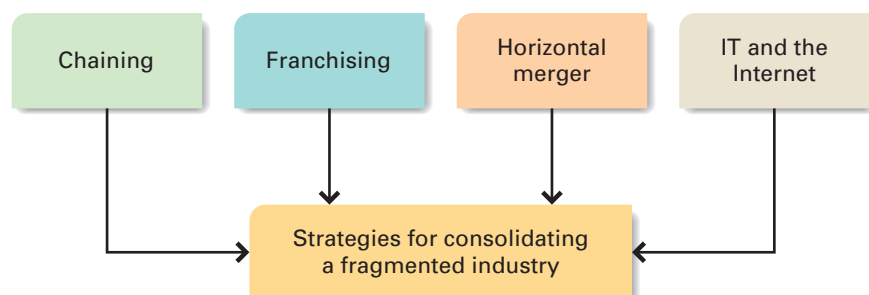 Chaining
Franchising
Horizontal
merger
IT and the
Internet
Strategies for consolidating
a fragmented industry